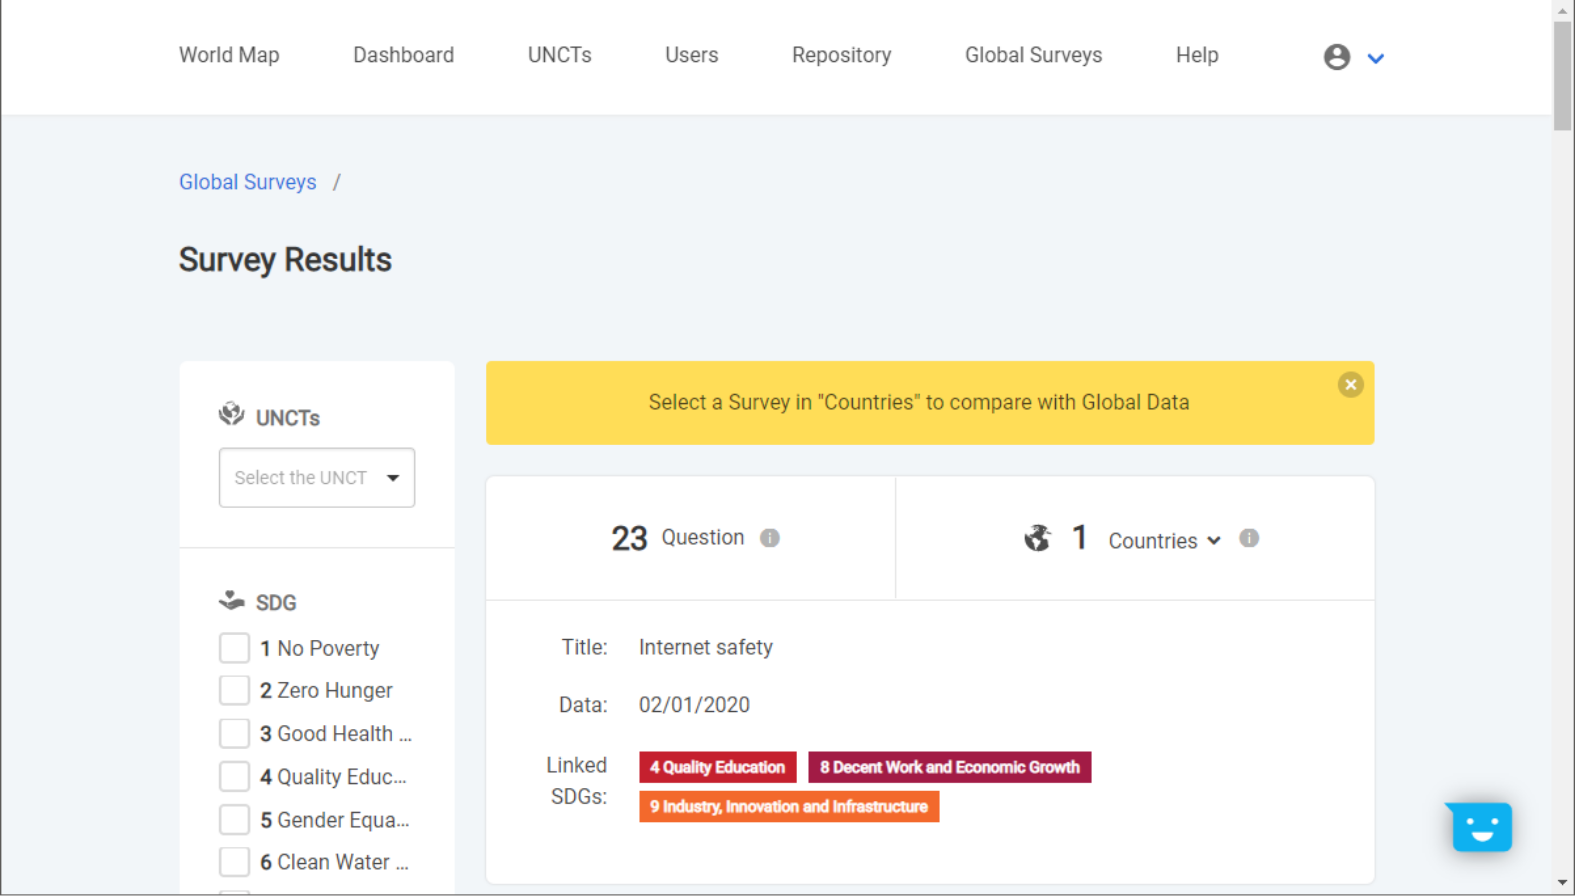 World Map Dashboard UNCTs Users Repository Global Surveys Help
Global Surveys /
Survey Results
UNCTs
Select the UNCT
SDG
1 No Poverty
2 Zero Hunger
3 Good Health ...
4 Quality Educ...
5 Gender Equa...
6 Clean Water ...
Select a Survey in "Countries" to compare with Global Data
23 Question
1 Countries
Title: Internet safety
Data: 02/01/2020
Linked SDGs:
4 Quality Education 8 Decent Work and Economic Growth
9 Industry, Innovation and Infrastructure